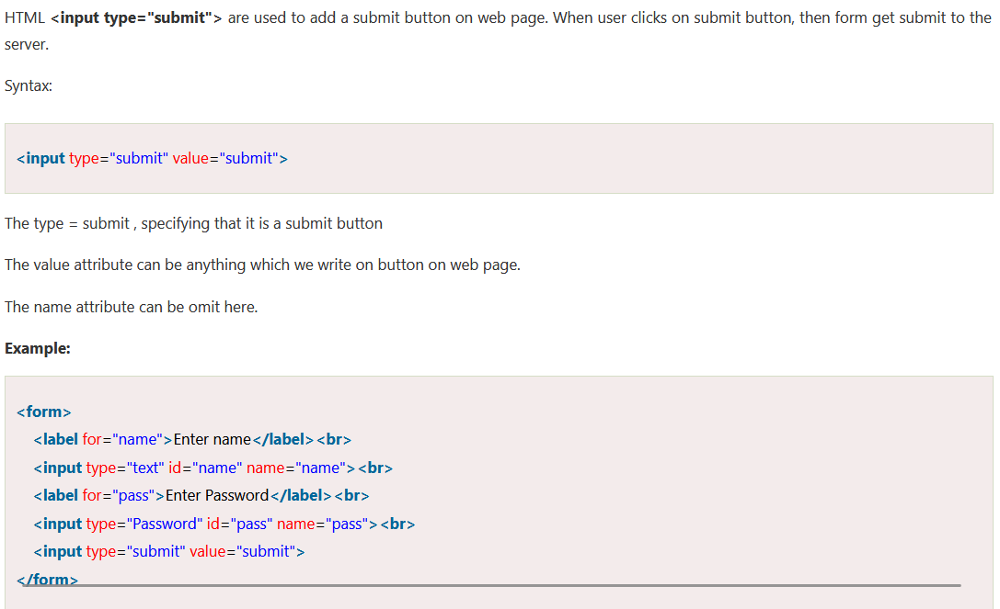 HTML <input type="submit"> are used to add a submit button on web page. When user clicks on submit button, then form get submit to the
server.
Syntax:
<input type="submit" value="submit">
The type = submit , specifying that it is a submit button
The value attribute can be anything which we write on button on web page.
The name attribute can be omit here.
Example:
<form>
<label for="name">Enter name</label><br>
<input type="text" id="name" name="name"><br>
<label for="pass">Enter Password</label><br>
<input type="Password" id="pass" name="pass"><br>
<input type="submit" value="submit">
</form>